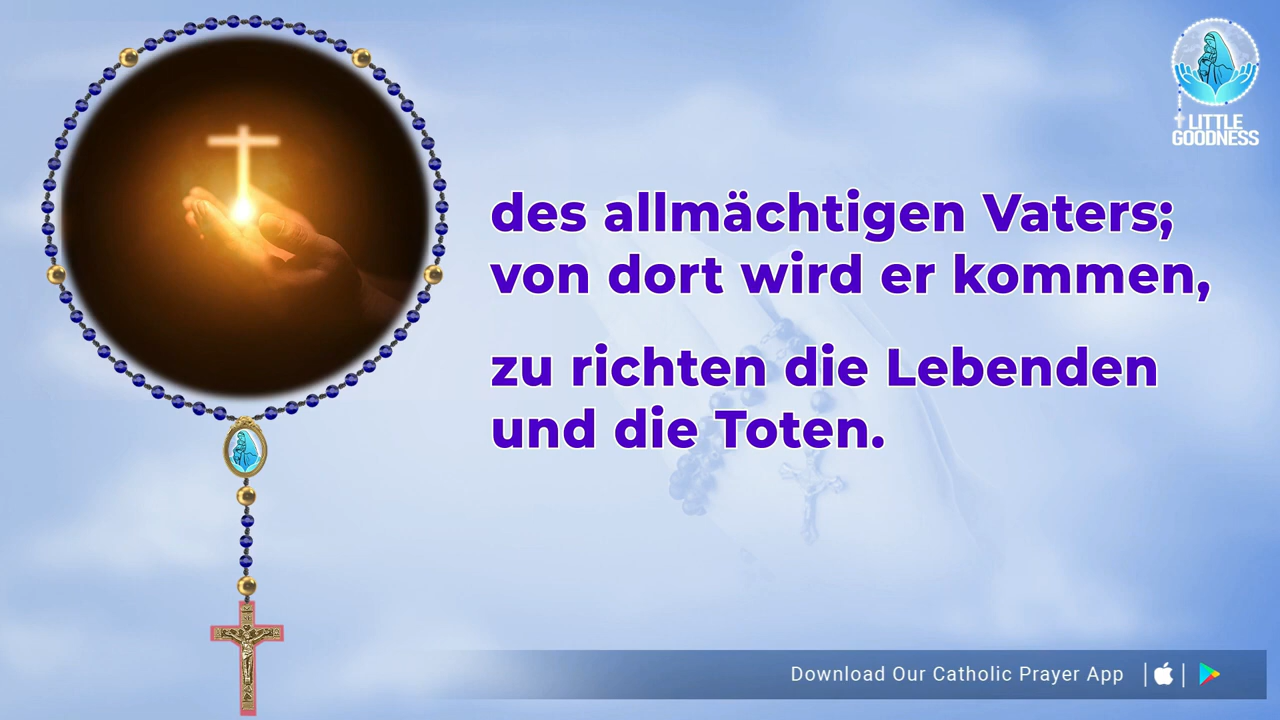 LITTLE
GOODNESS
des allmächtigen Vaters;
von dort wird er kommen,
zu richten die Lebenden
und die Toten.
Download Our Catholic Prayer App